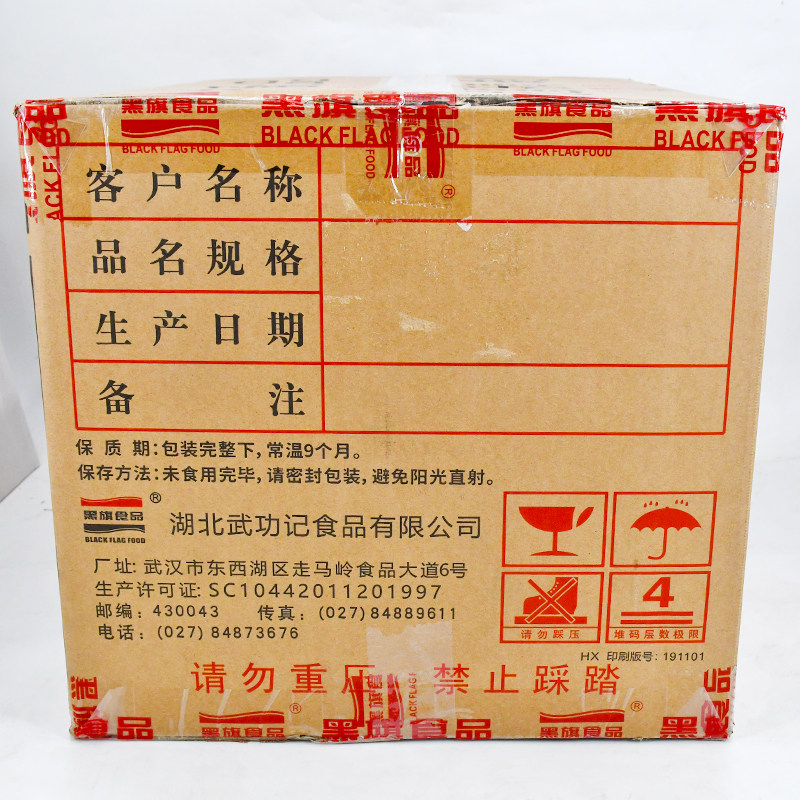 黑旗食品 黑旗食品 黑旗食品
BLACK FLAG FOOD BLACK FLAG FOOD BLACK FLAG FOOD
客户名称
品名规格
生产日期
备注
保质期:包装完整下,常温9个月。
保存方法:未食用完毕,请密封包装,避免阳光直射。
黑旗食品®
BLACK FLAG FOOD
湖北武功记食品有限公司
厂址: 武汉市东西湖区走马岭食品大道6号
生产许可证: SC10442011201997
邮编: 430043 传真: (027) 84889611
电话: (027) 84873676
请勿踩压
4
堆码层数极限
HX 印刷版号: 191101
请勿重压 禁止踩踏
黑旗食品 黑旗食品